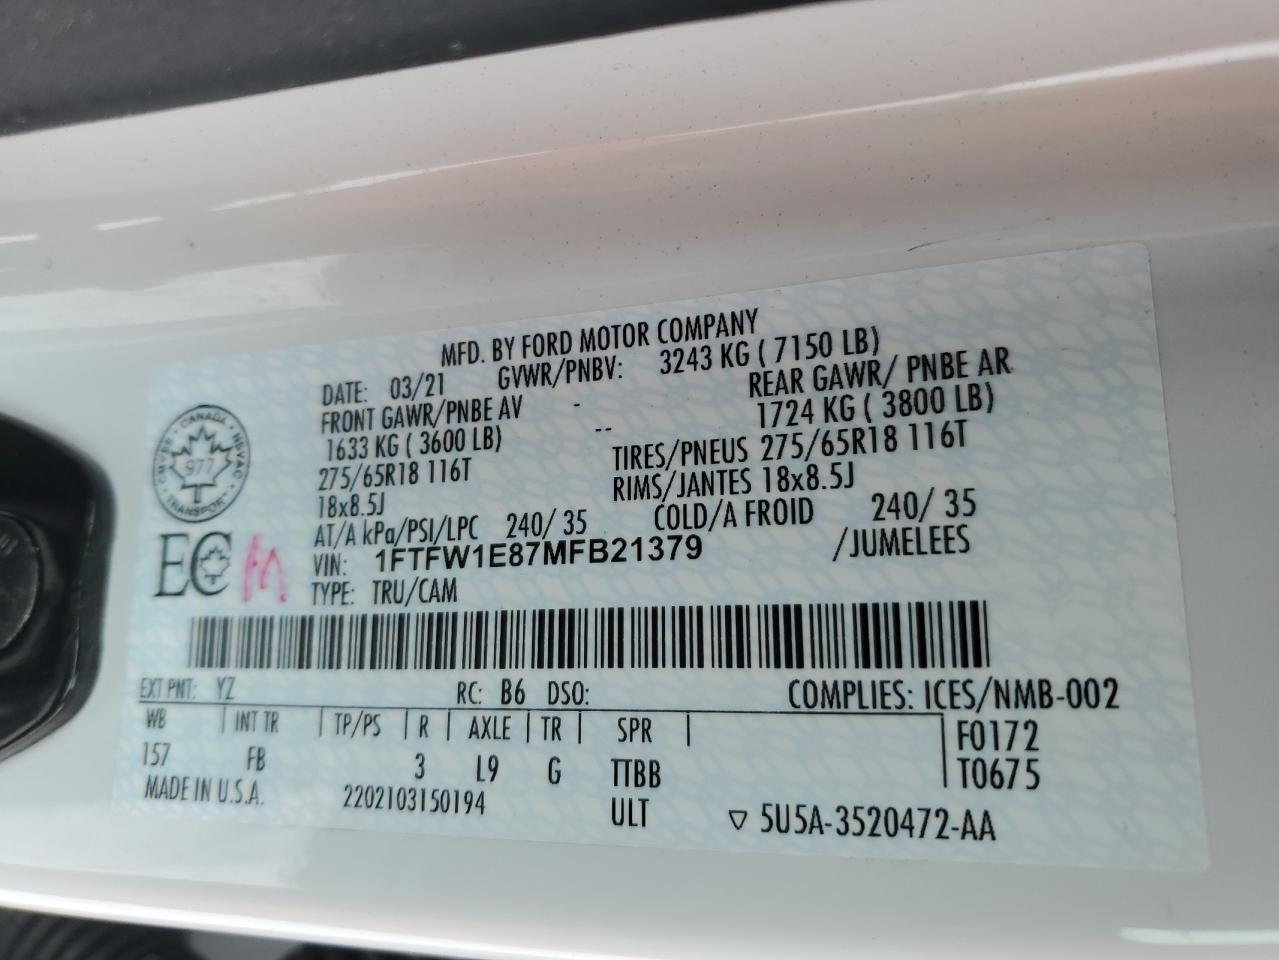 MFD. BY FORD MOTOR COMPANY
DATE: 03/21 GVWR/PNBV: 3243 KG ( 7150 LB)
FRONT GAWR/PNBE AV - REAR GAWR/ PNBE AR
1633 KG ( 3600 LB) -- 1724 KG ( 3800 LB)
275/65R18 116T TIRES/PNEUS 275/65R18 116T
18x8.5J RIMS/JANTES 18x8.5J
AT/A kPa/PSI/LPC 240/ 35 COLD/A FROID 240/ 35
VIN: 1FTFW1E87MFB21379 /JUMELEES
TYPE: TRU/CAM
CANADA
CMVSS NSVAC
977
TRANSPORT
EC M
EXT PNT: YZ RC: B6 DSO: COMPLIES: ICES/NMB-002
WB | INT TR | TP/PS | R | AXLE | TR | SPR | F0172
157 FB 3 L9 G TTBB T0675
MADE IN U.S.A. 2202103150194 ULT ▽ 5U5A-3520472-AA